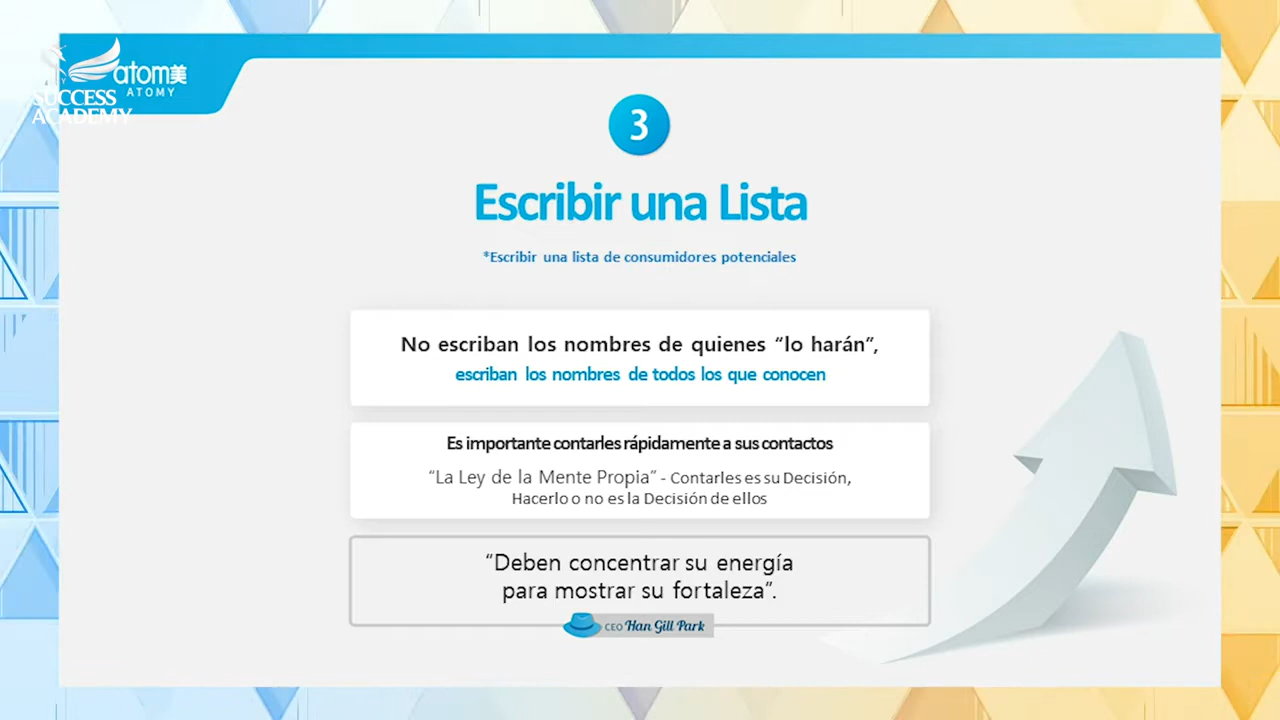 atom美
ATOMY
SUCCESS
ACADEMY
3
Escribir una Lista
*Escribir una lista de consumidores potenciales
No escriban los nombres de quienes “lo harán”,
escriban los nombres de todos los que conocen
Es importante contarles rápidamente a sus contactos
“La Ley de la Mente Propia” - Contarles es su Decisión,
Hacerlo o no es la Decisión de ellos
“Deben concentrar su energía
para mostrar su fortaleza”.
CEO Han Gill Park